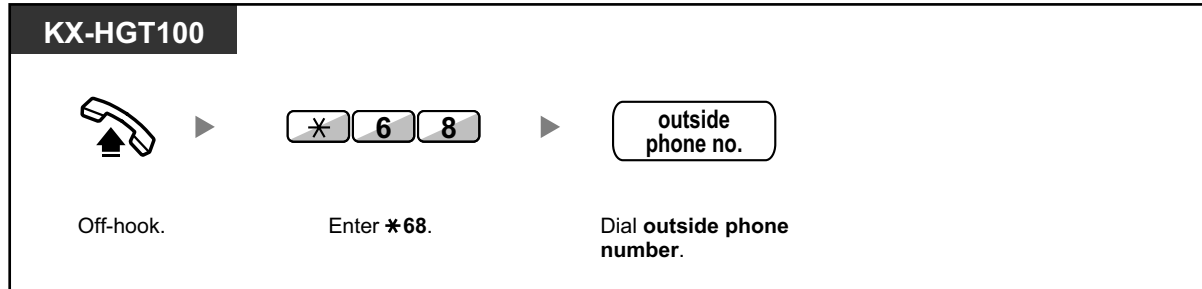 KX-HGT100
* 6 8
outside
phone no.
Off-hook.
Enter *68.
Dial outside phone
number.